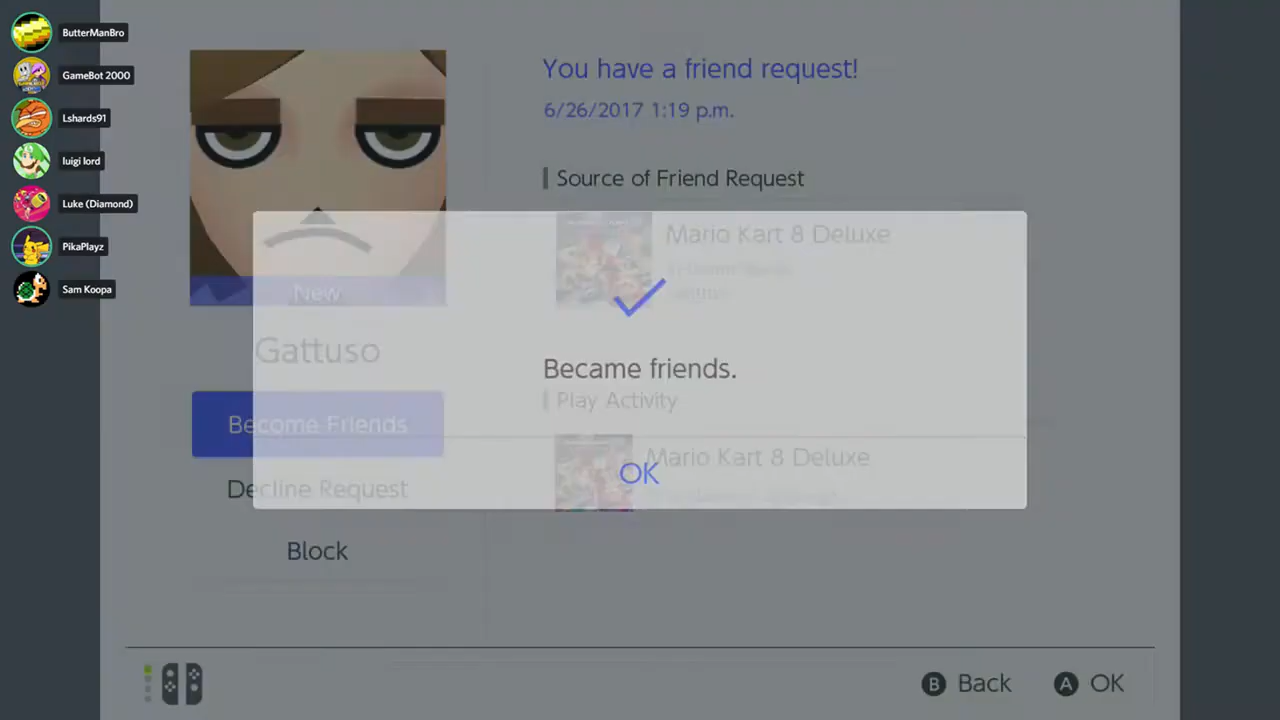 ButterManBro
GameBot 2000
Lshards91
luigi lord
Luke (Diamond)
PikaPlayz
Sam Koopa
New
Gattuso
Become Friends
Decline Request
Block
You have a friend request!
6/26/2017 1:19 p.m.
Source of Friend Request
Mario Kart 8 Deluxe
Became friends.
Play Activity
Mario Kart 8 Deluxe
OK
B Back
A OK